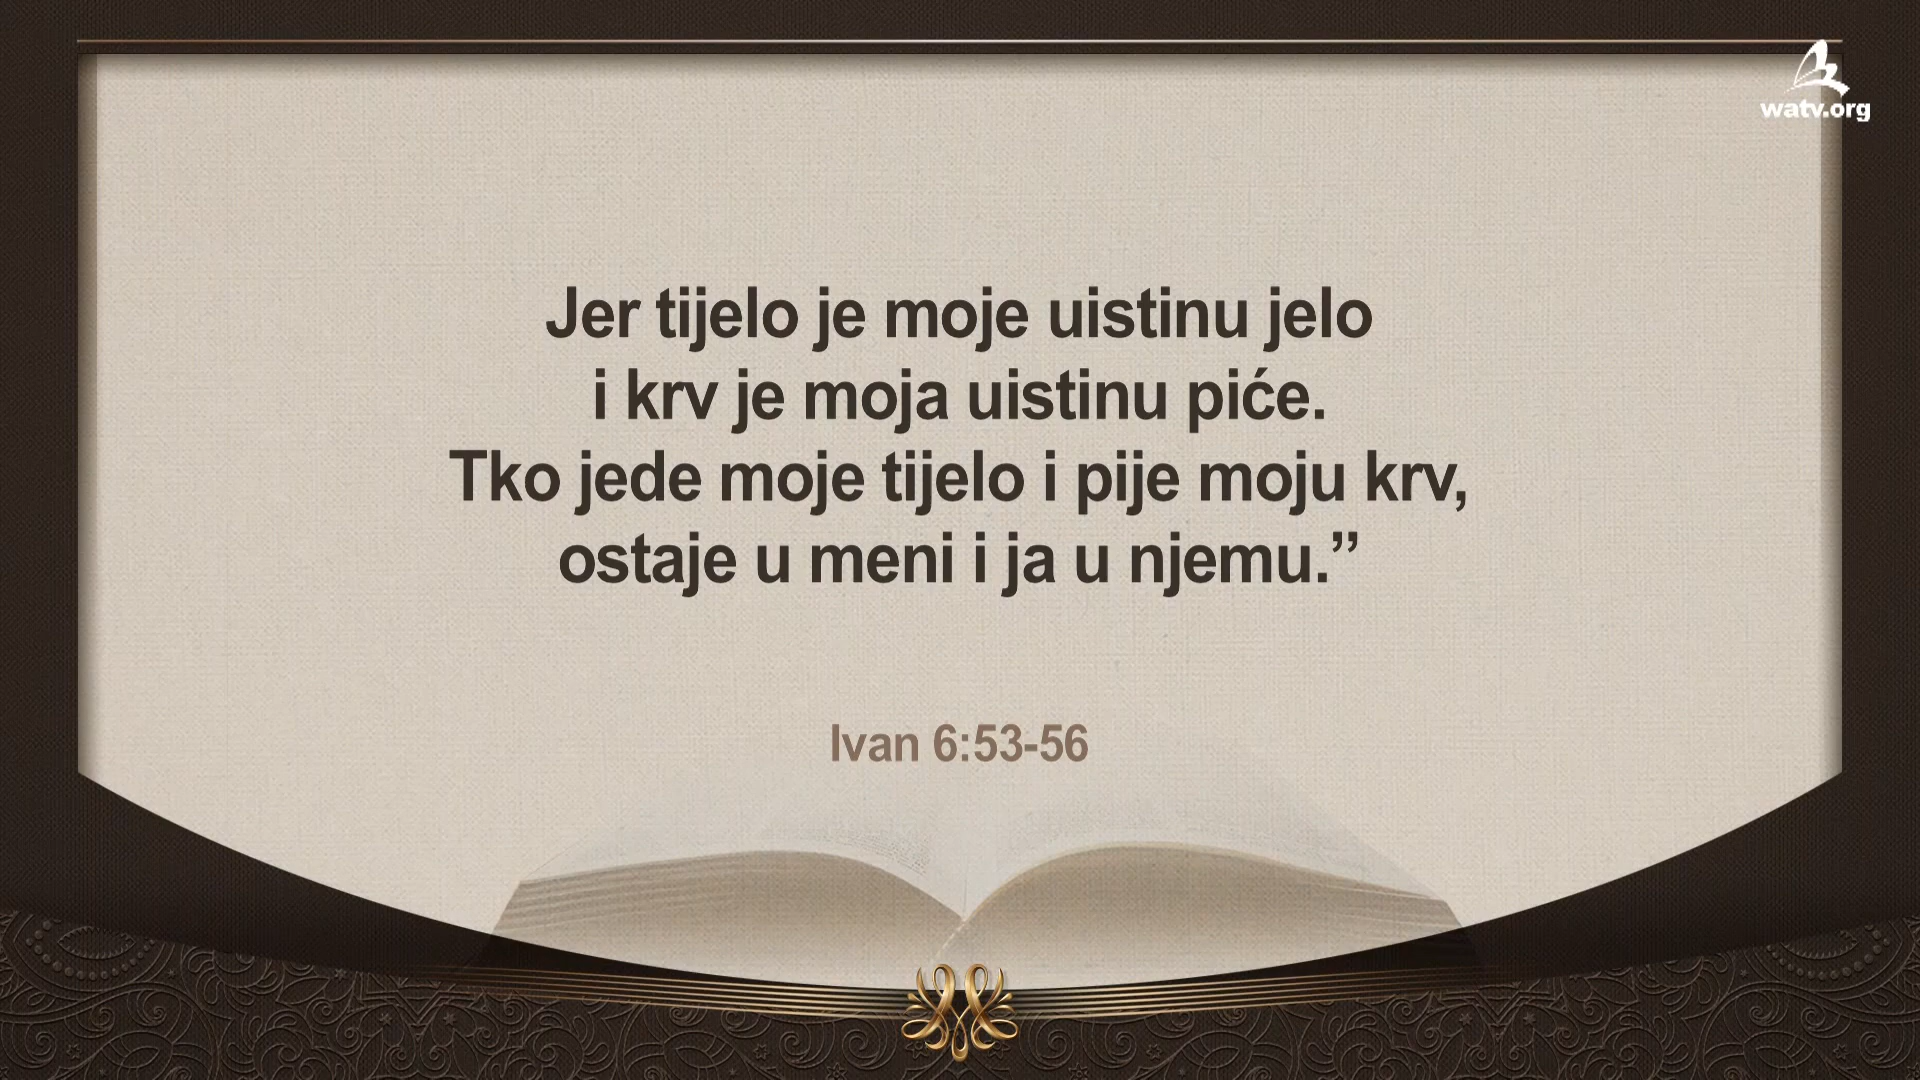 watv.org
Jer tijelo je moje uistinu jelo
i krv je moja uistinu piće.
Tko jede moje tijelo i pije moju krv,
ostaje u meni i ja u njemu.”
Ivan 6:53-56